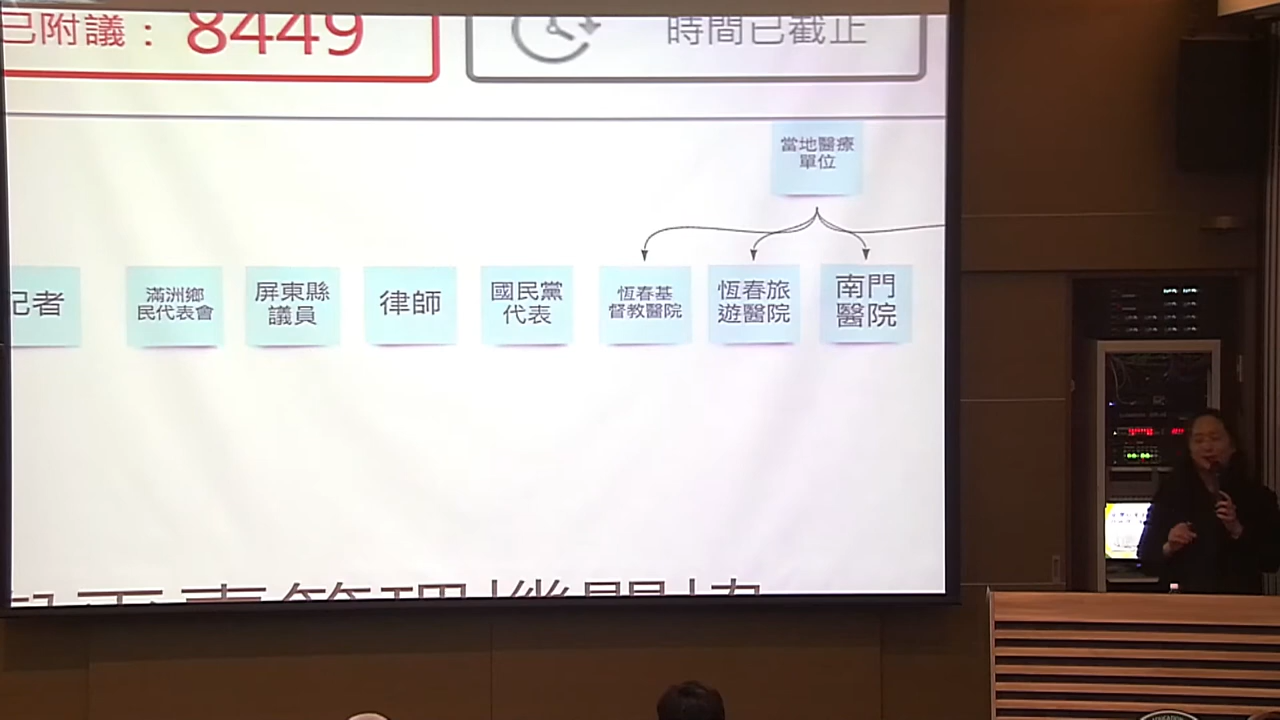 已附議： 8449
時間已截止
當地醫療
單位
記者
滿洲鄉
民代表會
屏東縣
議員
律師
國民黨
代表
恆春基
督教醫院
恆春旅
遊醫院
南門
醫院